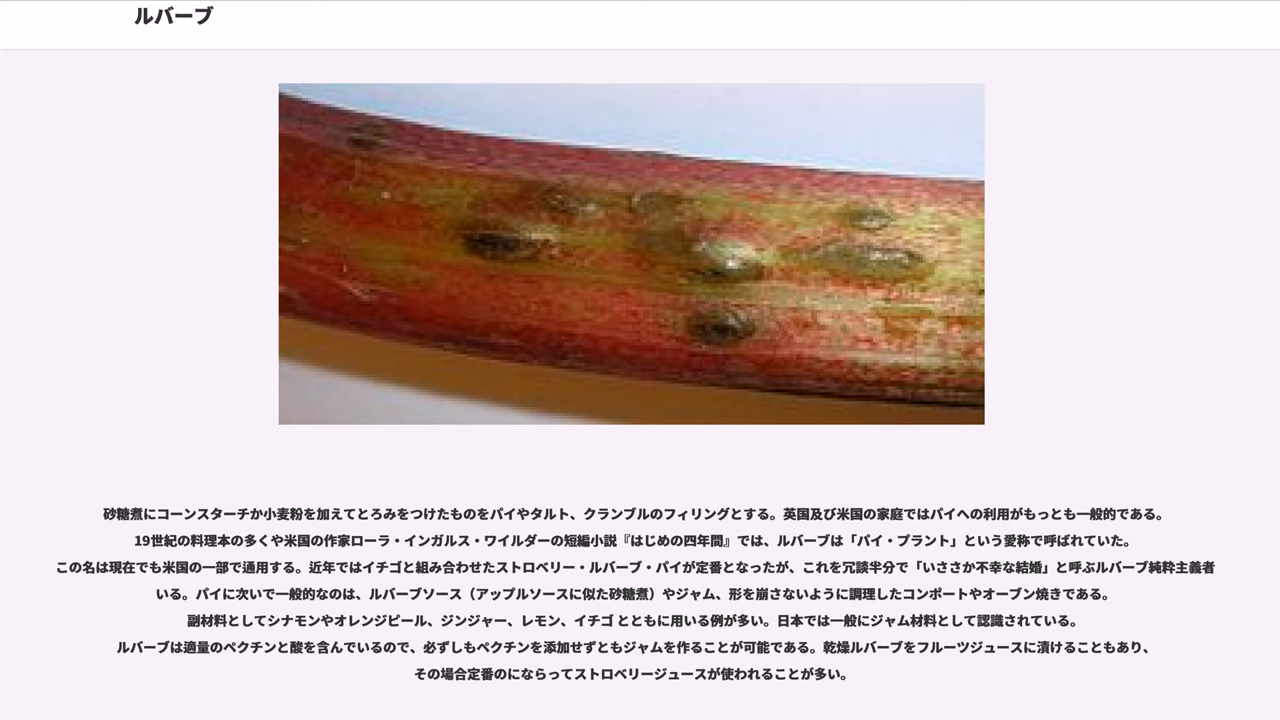 ルバーブ
砂糖煮にコーンスターチか小麦粉を加えてとろみをつけたものをパイやタルト、クランブルのフィリングとする。英国及び米国の家庭ではパイへの利用がもっとも一般的である。
19世紀の料理本の多くや米国の作家ローラ・インガルス・ワイルダーの短編小説『はじめの四年間』では、ルバーブは「パイ・プラント」という愛称で呼ばれていた。
この名は現在でも米国の一部で通用する。近年ではイチゴと組み合わせたストロベリー・ルバーブ・パイが定番となったが、これを冗談半分で「いささか不幸な結婚」と呼ぶルバーブ純粋主義者
いる。パイに次いで一般的なのは、ルバーブソース（アップルソースに似た砂糖煮）やジャム、形を崩さないように調理したコンポートやオーブン焼きである。
副材料としてシナモンやオレンジピール、ジンジャー、レモン、イチゴ とともに用いる例が多い。日本では一般にジャム材料として認識されている。
ルバーブは適量のペクチンと酸を含んでいるので、必ずしもペクチンを添加せずともジャムを作ることが可能である。乾燥ルバーブをフルーツジュースに漬けることもあり、
その場合定番のにならってストロベリージュースが使われることが多い。